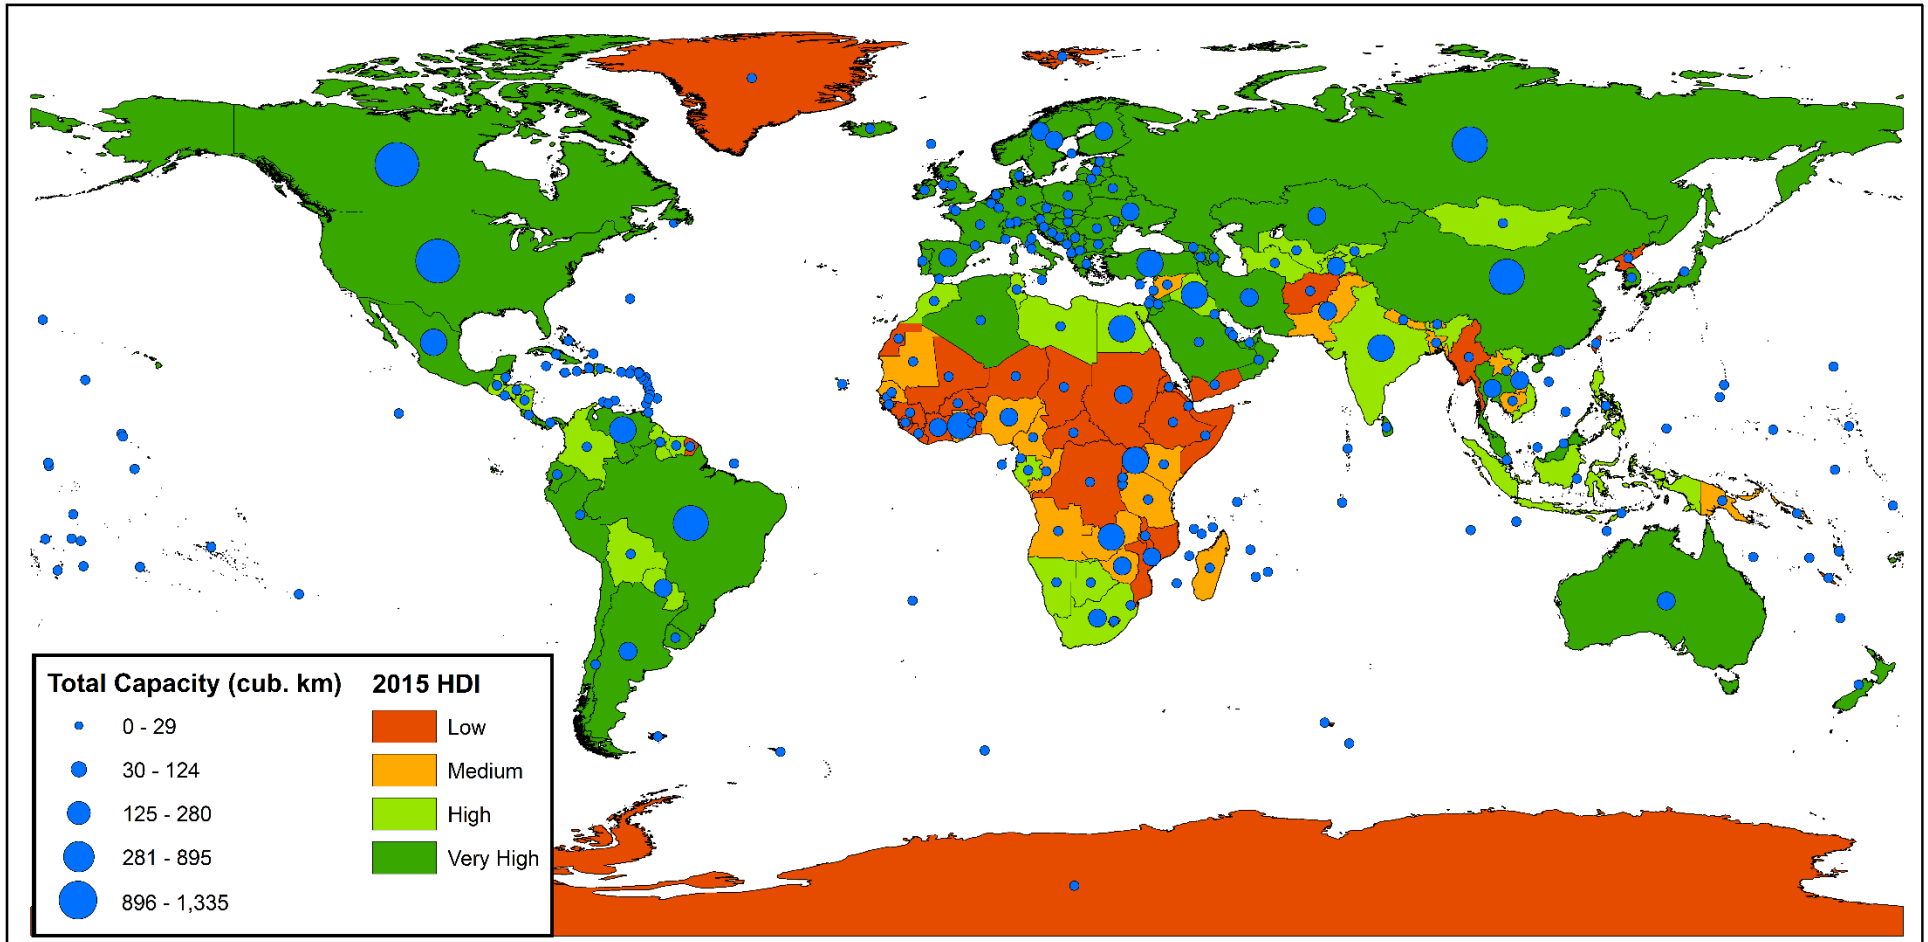 Total Capacity (cub. km)
0 - 29
30 - 124
125 - 280
281 - 895
896 - 1,335
2015 HDI
Low
Medium
High
Very High